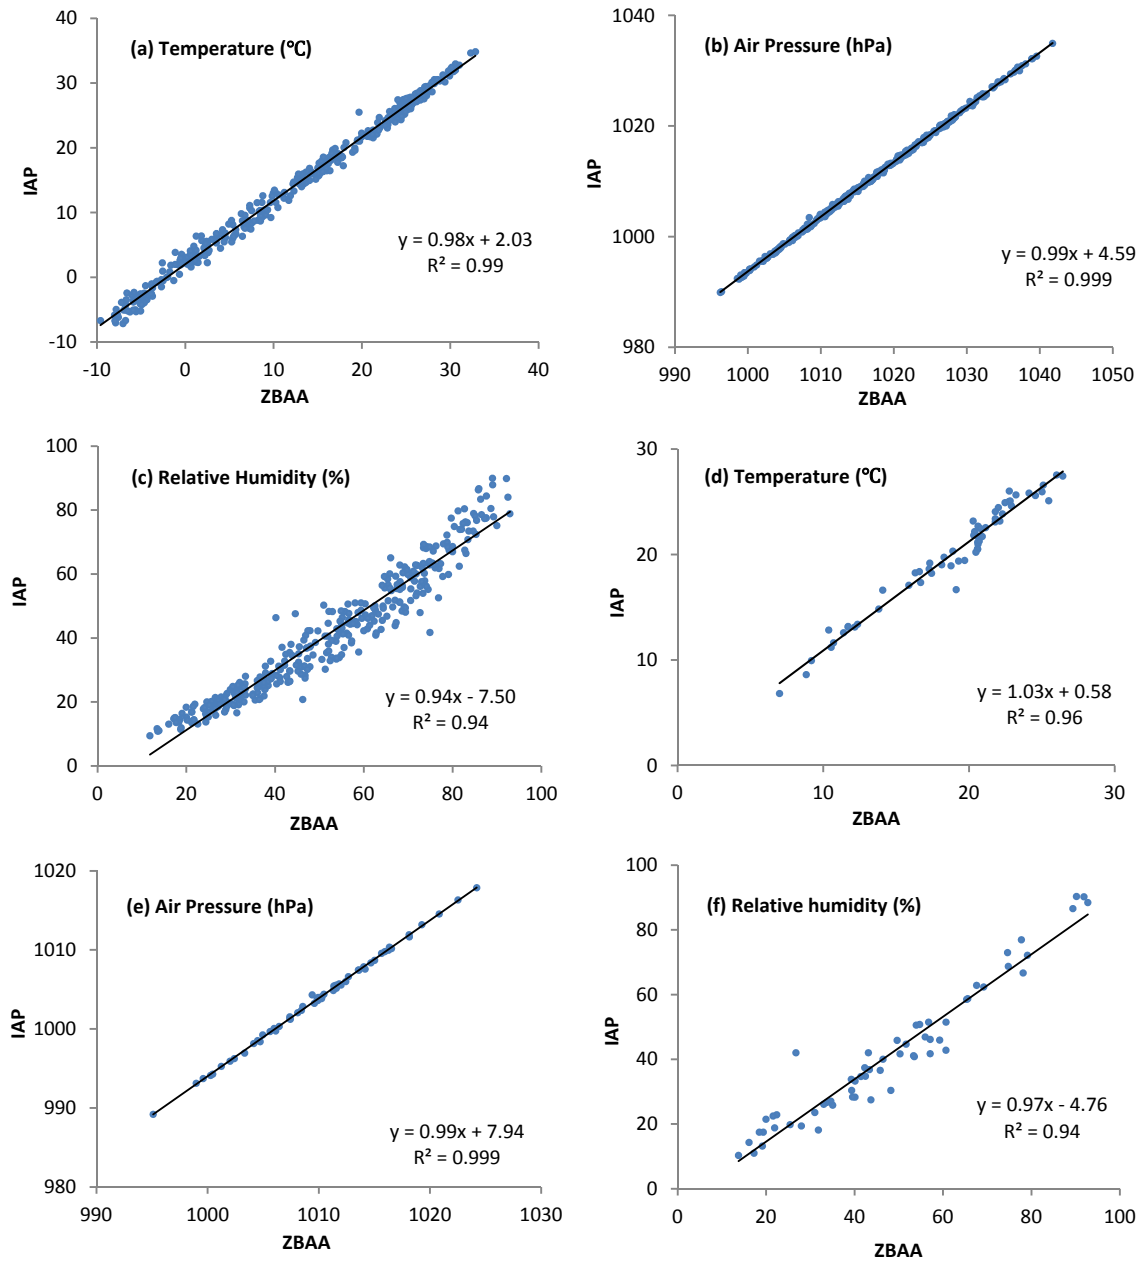 (a) Temperature (℃)
40
30
20
10
0
-10
IAP
y = 0.98x + 2.03
R² = 0.99
-10 0 10 20 30 40
ZBAA
(b) Air Pressure (hPa)
1040
1020
1000
980
IAP
y = 0.99x + 4.59
R² = 0.999
990 1000 1010 1020 1030 1040 1050
ZBAA
(c) Relative Humidity (%)
100
80
60
40
20
0
IAP
y = 0.94x - 7.50
R² = 0.94
0 20 40 60 80 100
ZBAA
(d) Temperature (℃)
30
20
10
0
IAP
y = 1.03x + 0.58
R² = 0.96
0 10 20 30
ZBAA
(e) Air Pressure (hPa)
1020
1010
1000
990
980
IAP
y = 0.99x + 7.94
R² = 0.999
990 1000 1010 1020 1030
ZBAA
(f) Relative humidity (%)
100
80
60
40
20
0
IAP
y = 0.97x - 4.76
R² = 0.94
0 20 40 60 80 100
ZBAA